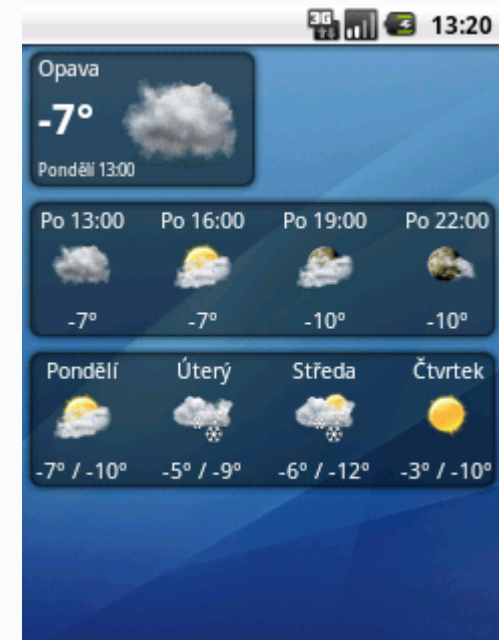 3G 13:20
Opava
-7°
Pondělí 13:00
Po 13:00 Po 16:00 Po 19:00 Po 22:00
-7° -7° -10° -10°
Pondělí Úterý Středa Čtvrtek
-7° / -10° -5° / -9° -6° / -12° -3° / -10°